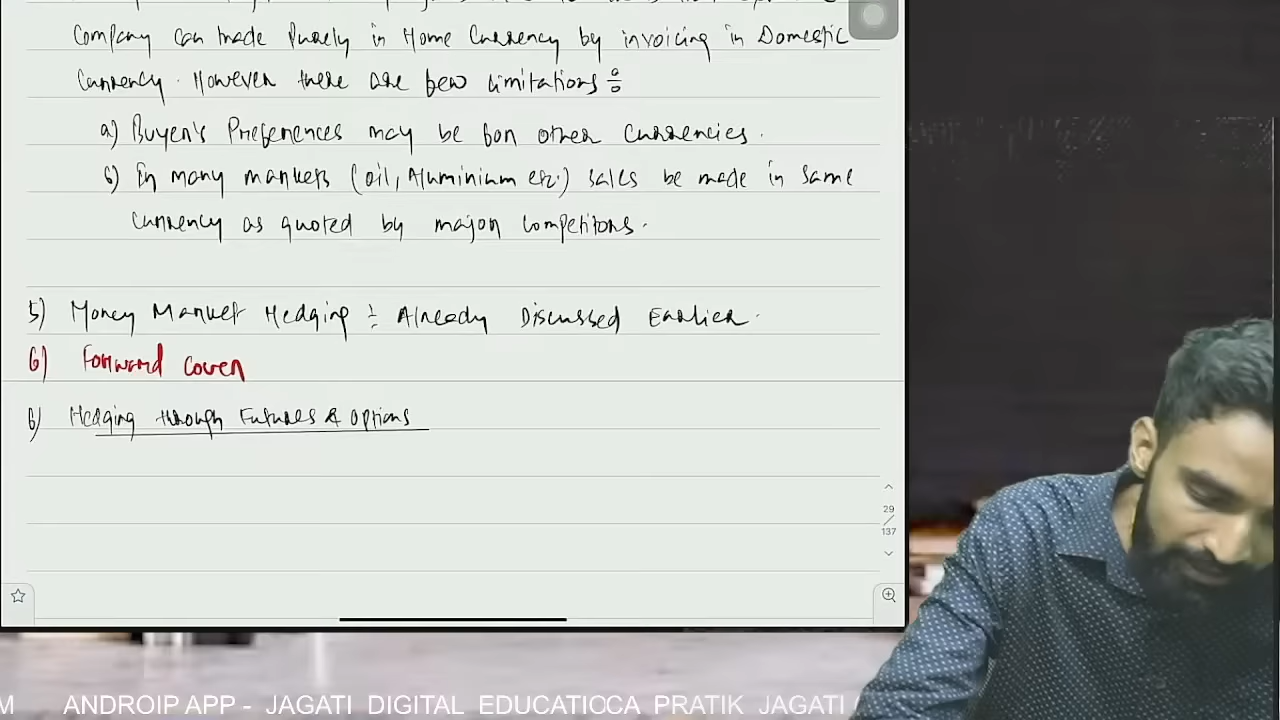 Company can trade Purely in Home Currency by invoicing in Domestic
Currency. However there are few limitations :
a) Buyer's Preferences may be for other Currencies.
b) In many markets (oil, Aluminium etc.) sales be made in same
currency as quoted by major competitors.
5) Money Market Hedging :- Already Discussed Earlier.
6) Forward Cover
6) Hedging through Futures & Options
29
/
137
M ANDROIP APP - JAGATI DIGITAL EDUCATIOCA PRATIK JAGATI